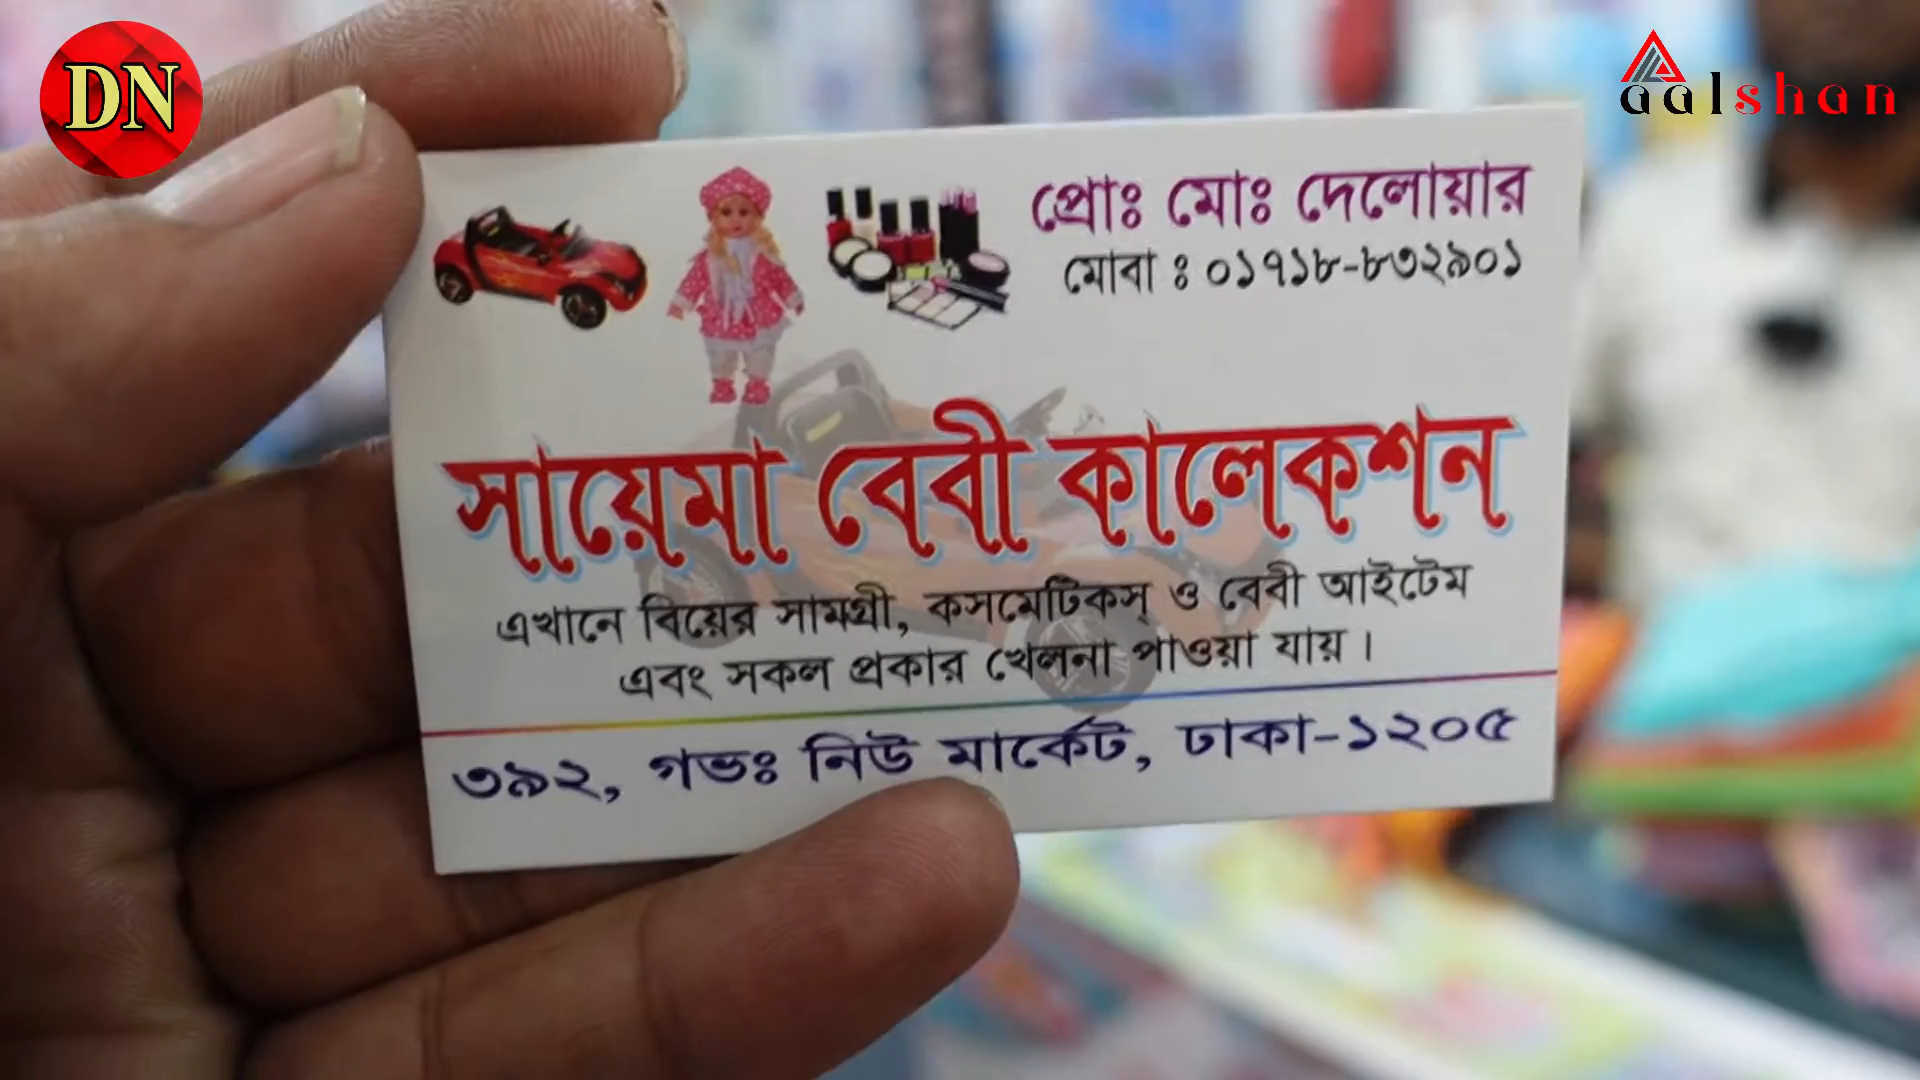 DN
aalshan
প্রোঃ মোঃ দেলোয়ার
মোবা ঃ ০১৭১৮-৮৩২৯০১
সায়েমা বেবী কালেকশন
এখানে বিয়ের সামগ্রী, কসমেটিকস্ ও বেবী আইটেম
এবং সকল প্রকার খেলনা পাওয়া যায়।
৩৯২, গভঃ নিউ মার্কেট, ঢাকা-১২০৫